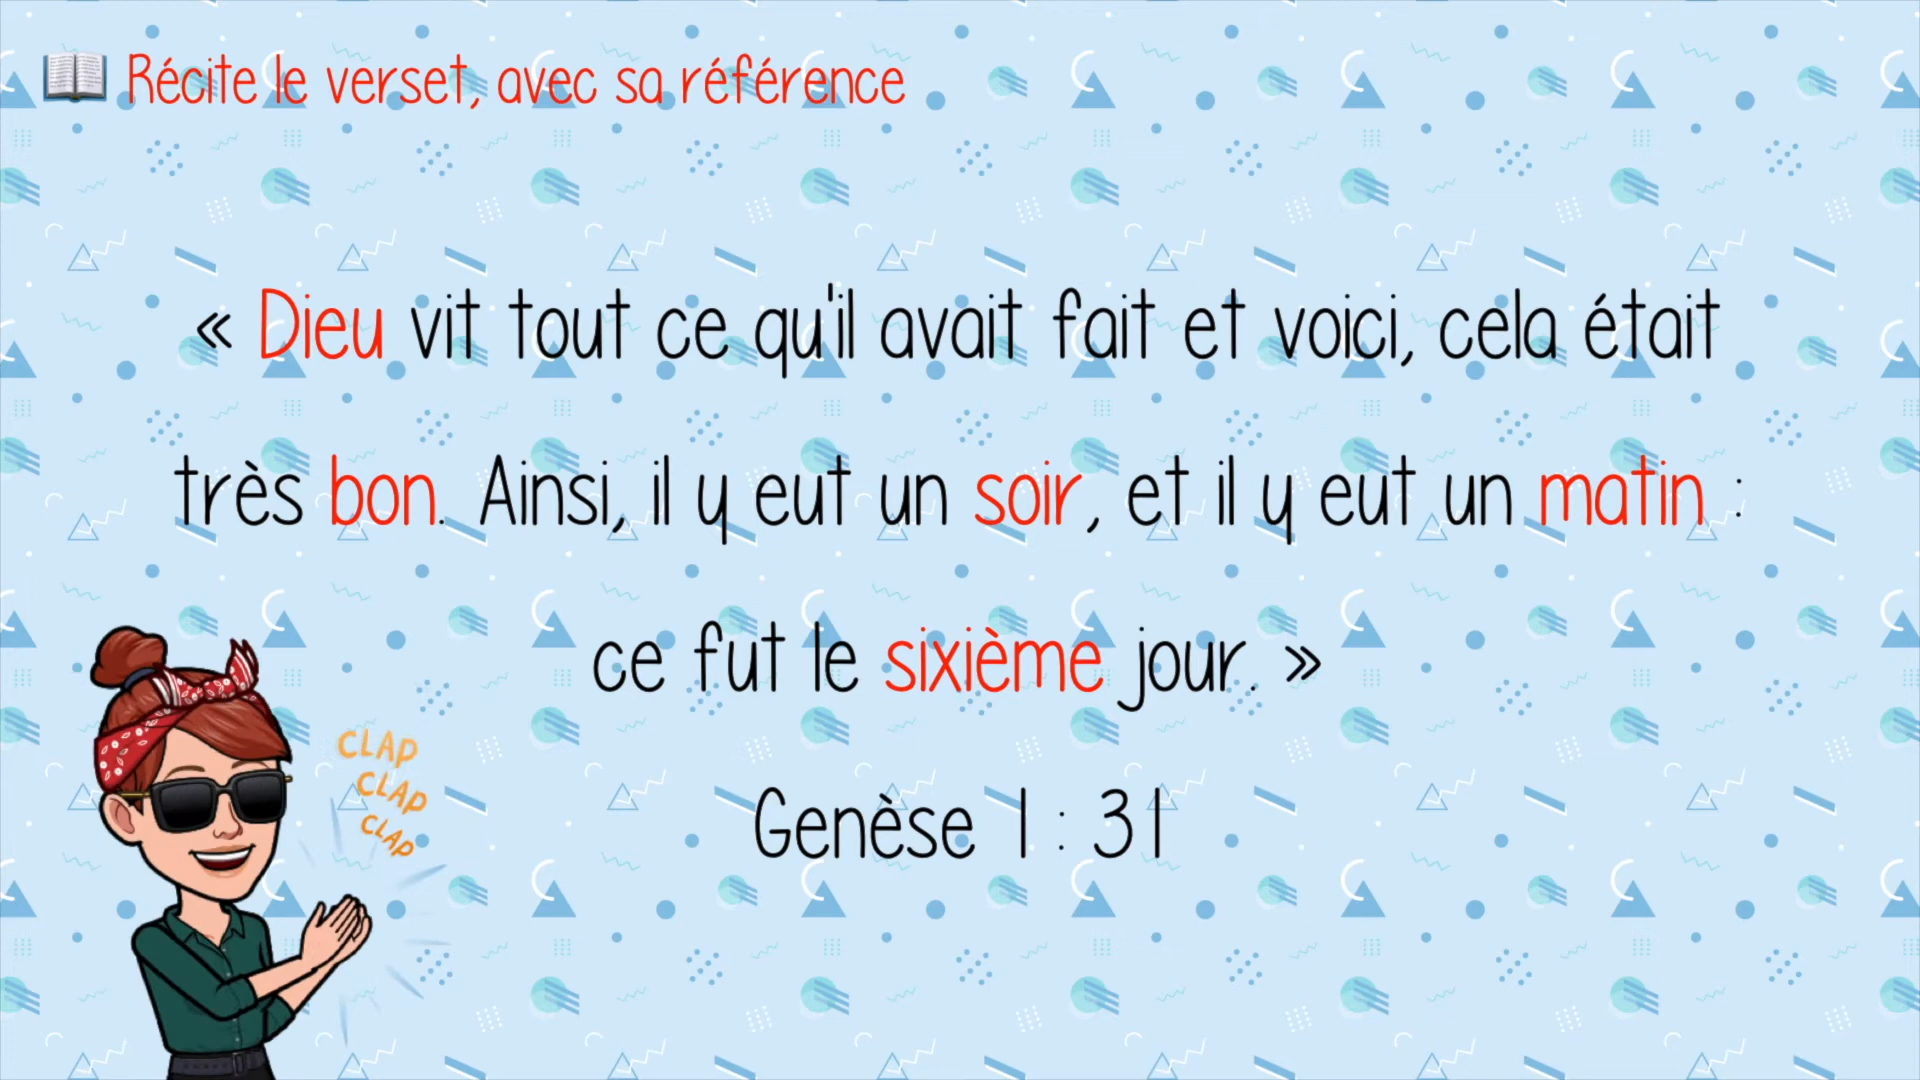 📖 Récite le verset, avec sa référence
« Dieu vit tout ce qu'il avait fait et voici, cela était
très bon. Ainsi, il y eut un soir, et il y eut un matin :
ce fut le sixième jour. »
Genèse 1 : 31
CLAP
CLAP
CLAP